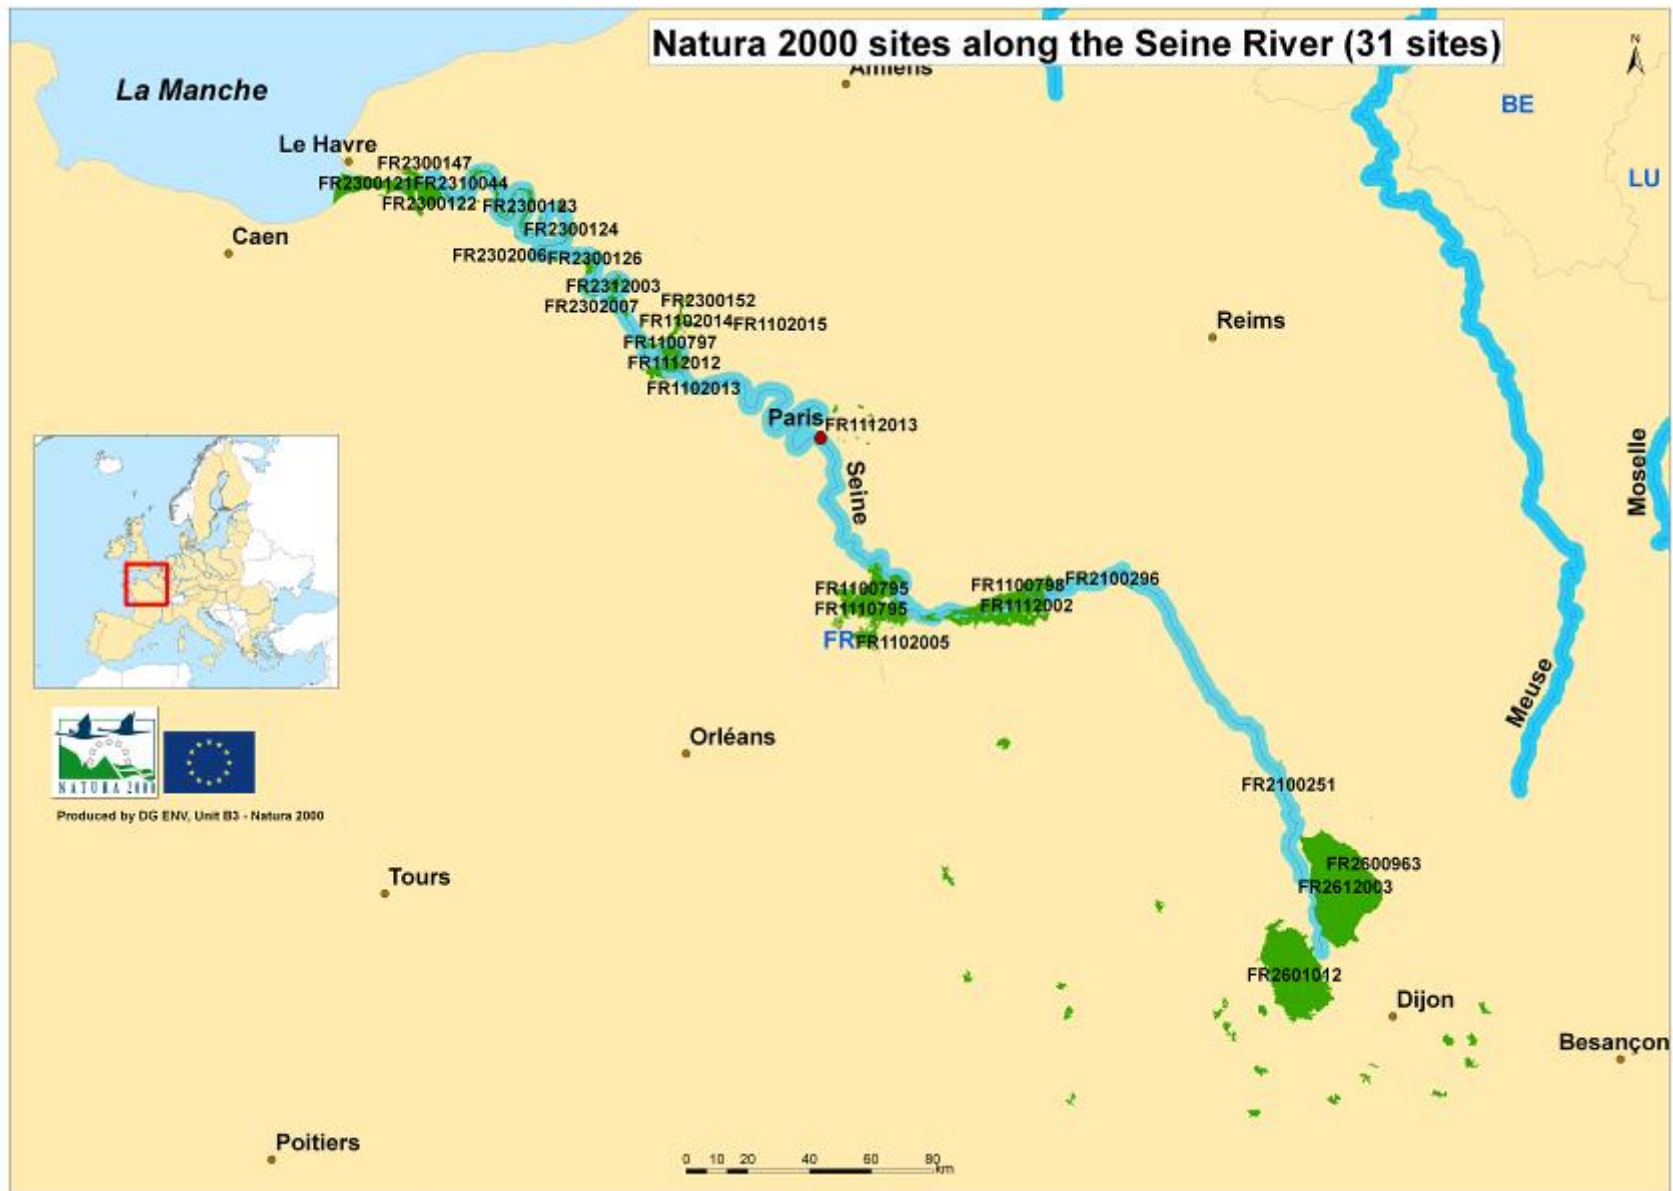 Natura 2000 sites along the Seine River (31 sites)
N
Amiens
La Manche
BE
Le Havre
FR2300147
LU
FR2300121 FR2310044
FR2300122 FR2300123
FR2300124
Caen
FR2302006 FR2300126
FR2312003
FR2302007
FR2300152
FR1102014 FR1102015
Reims
FR1100797
FR1112012
FR1102013
Paris
FR1112013
Seine
Moselle
FR1100795
FR1110795
FR1100798
FR2100296
FR1112002
FR
FR1102005
Meuse
Orléans
NATURA 2000
Produced by DG ENV, Unit B3 - Natura 2000
FR2100251
FR2600963
FR2612003
Tours
FR2601012
Dijon
Besançon
Poitiers
0 10 20 40 60 80
km